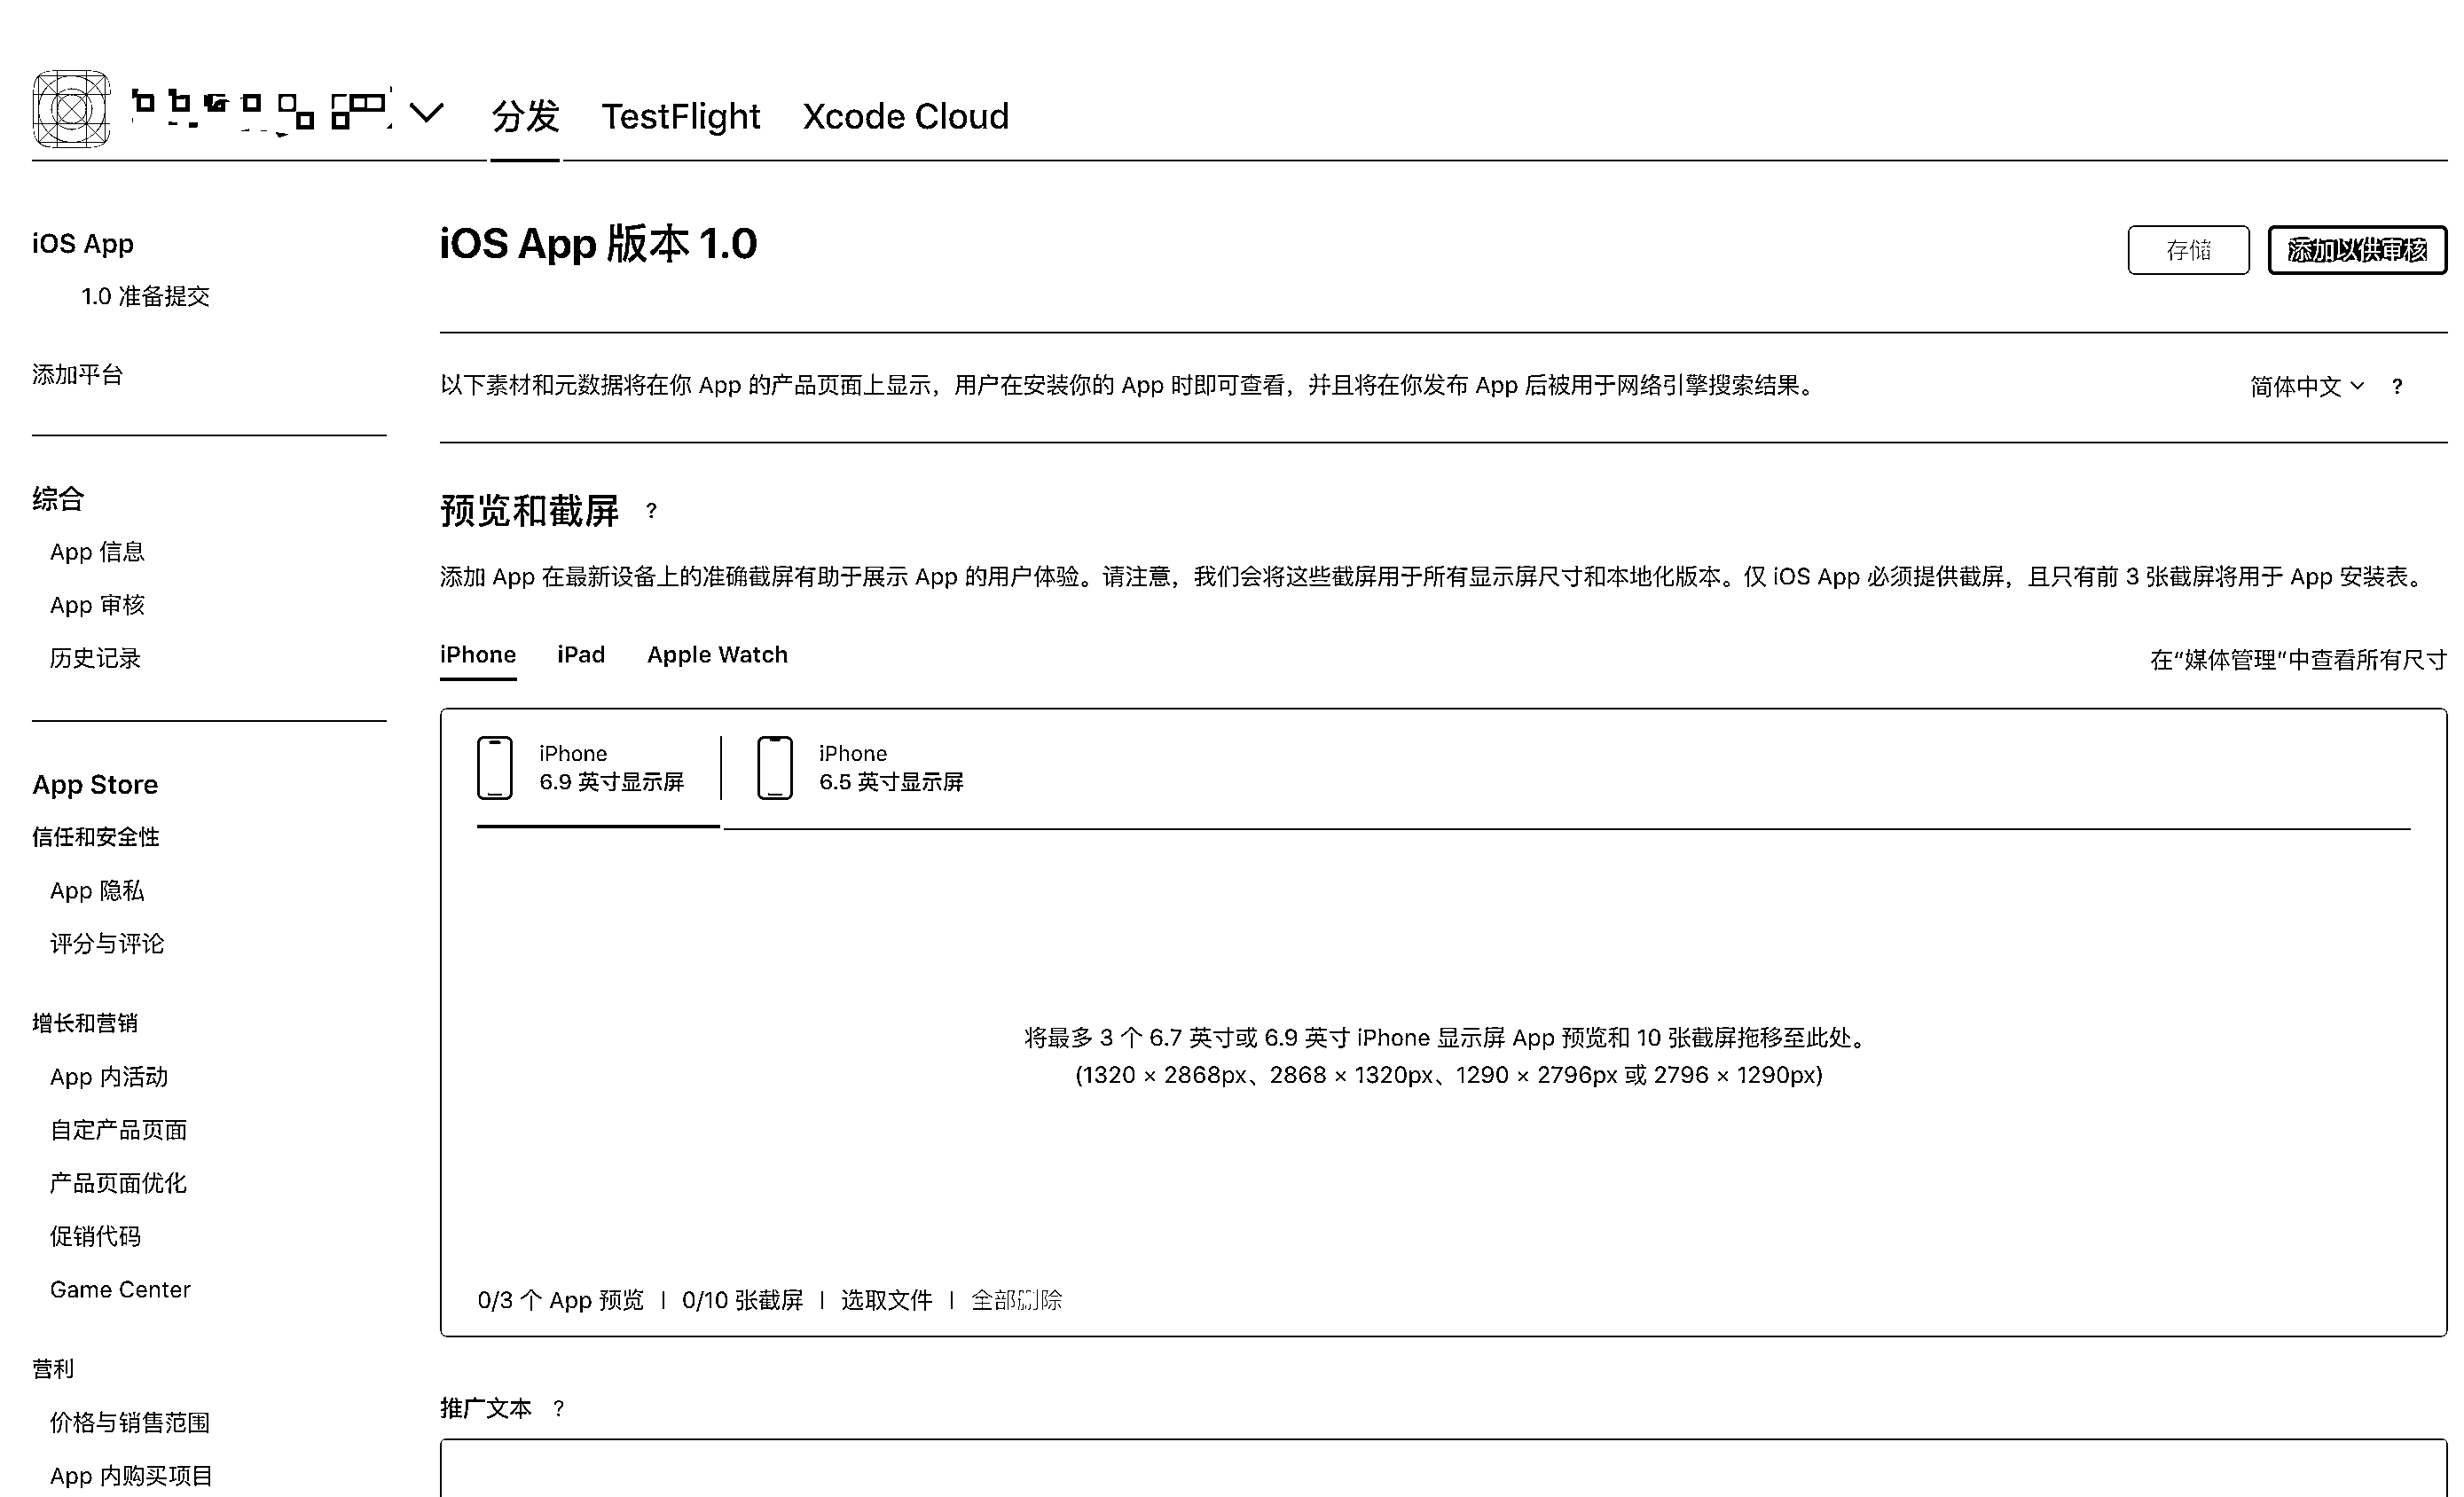 分发 TestFlight Xcode Cloud
iOS App
1.0 准备提交
添加平台
综合
App 信息
App 审核
历史记录
App Store
信任和安全性
App 隐私
评分与评论
增长和营销
App 内活动
自定产品页面
产品页面优化
促销代码
Game Center
营利
价格与销售范围
App 内购买项目
iOS App 版本 1.0
存储 添加以供审核
以下素材和元数据将在你 App 的产品页面上显示，用户在安装你的 App 时即可查看，并且将在你发布 App 后被用于网络引擎搜索结果。 简体中文 ?
预览和截屏 ?
添加 App 在最新设备上的准确截屏有助于展示 App 的用户体验。请注意，我们会将这些截屏用于所有显示屏尺寸和本地化版本。仅 iOS App 必须提供截屏，且只有前 3 张截屏将用于 App 安装表。
iPhone iPad Apple Watch 在“媒体管理”中查看所有尺寸
iPhone
6.9 英寸显示屏
iPhone
6.5 英寸显示屏
将最多 3 个 6.7 英寸或 6.9 英寸 iPhone 显示屏 App 预览和 10 张截屏拖移至此处。
(1320 × 2868px、2868 × 1320px、1290 × 2796px 或 2796 × 1290px)
0/3 个 App 预览 | 0/10 张截屏 | 选取文件 | 全部删除
推广文本 ?